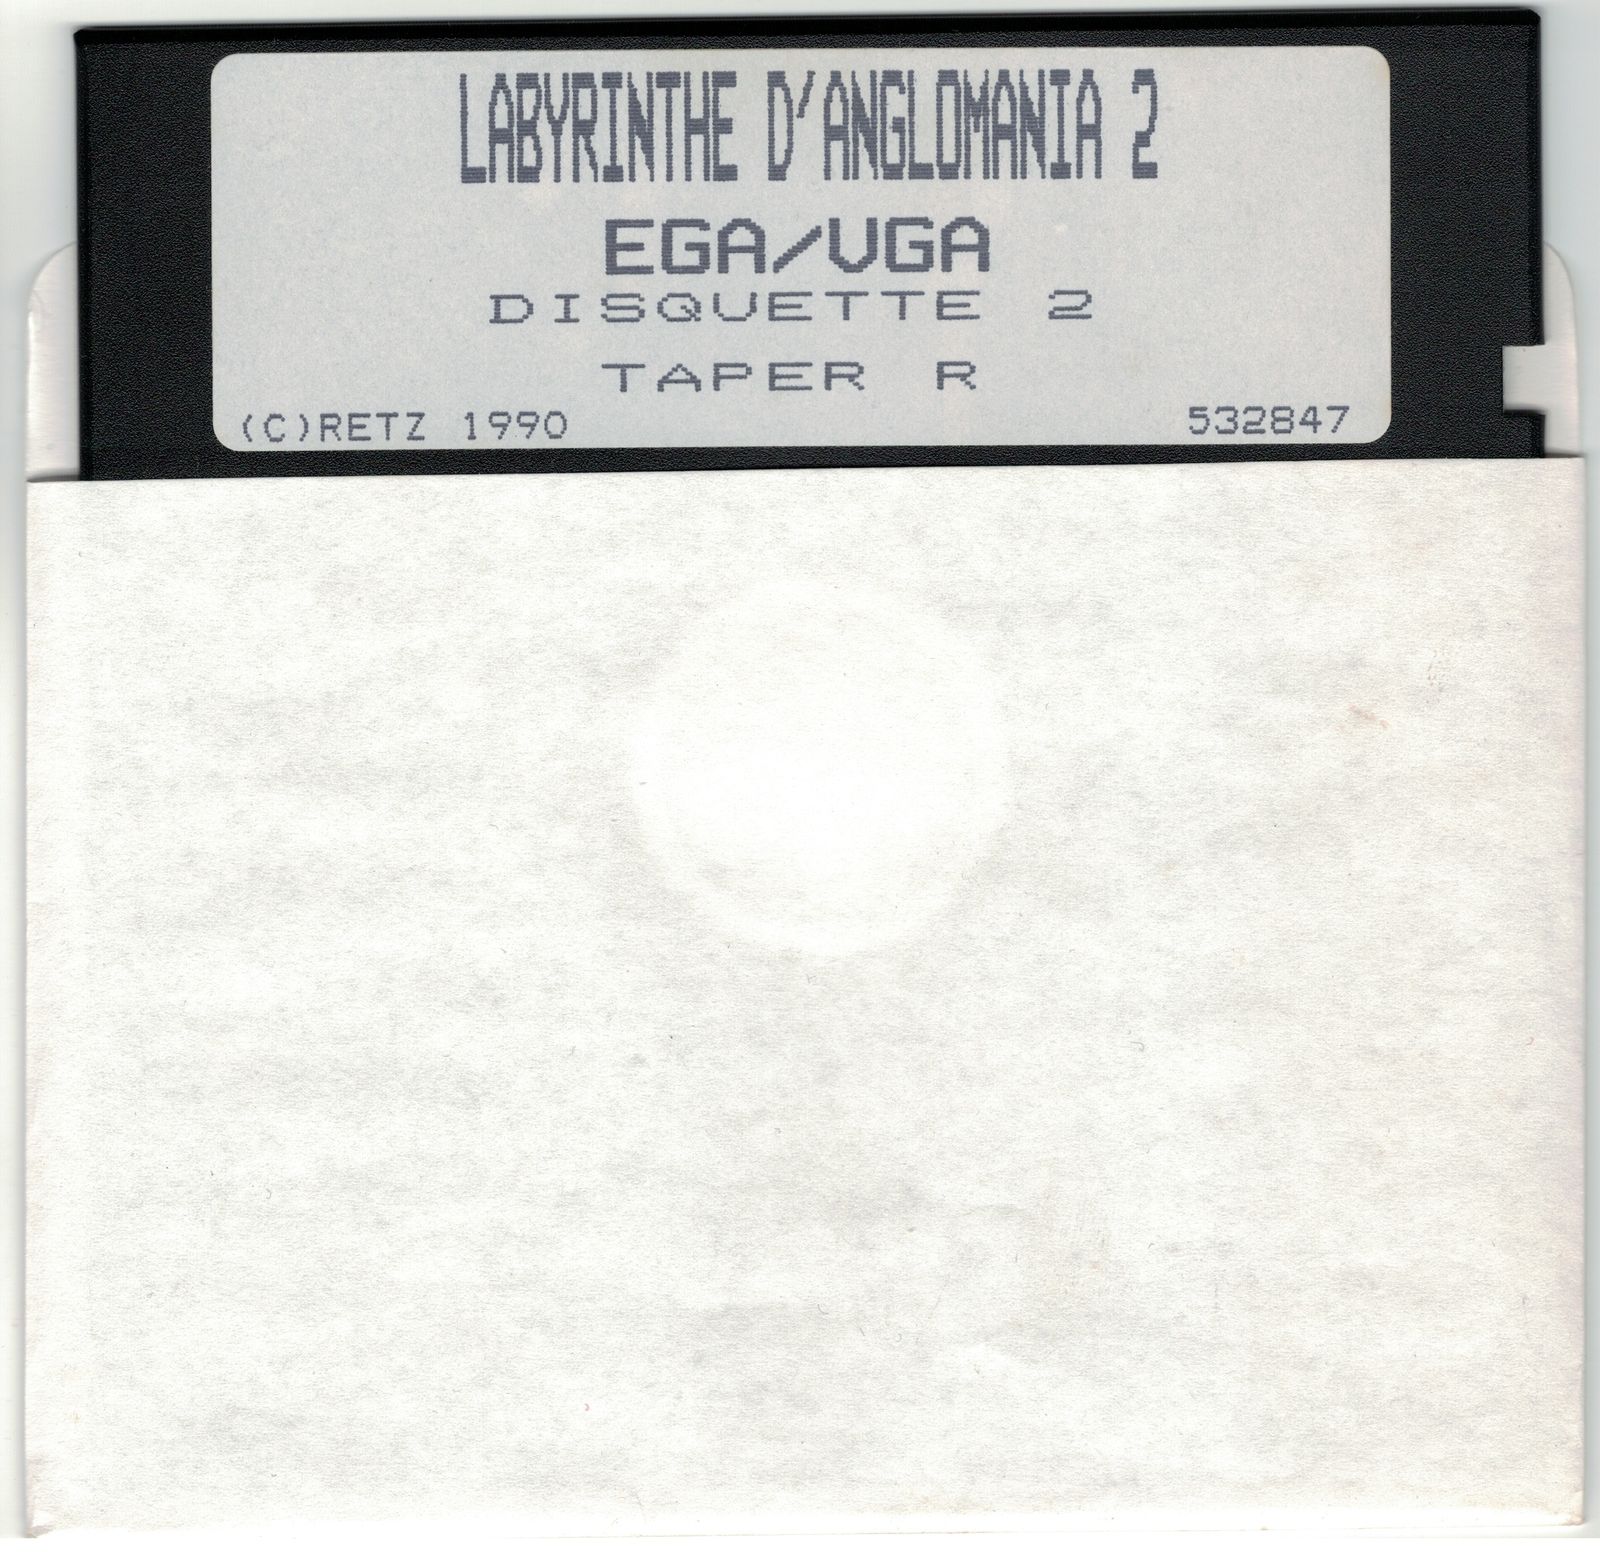 LABYRINTHE D'ANGLOMANIA 2
EGA/VGA
DISQUETTE 2
TAPER R
(C)RETZ 1990 532847